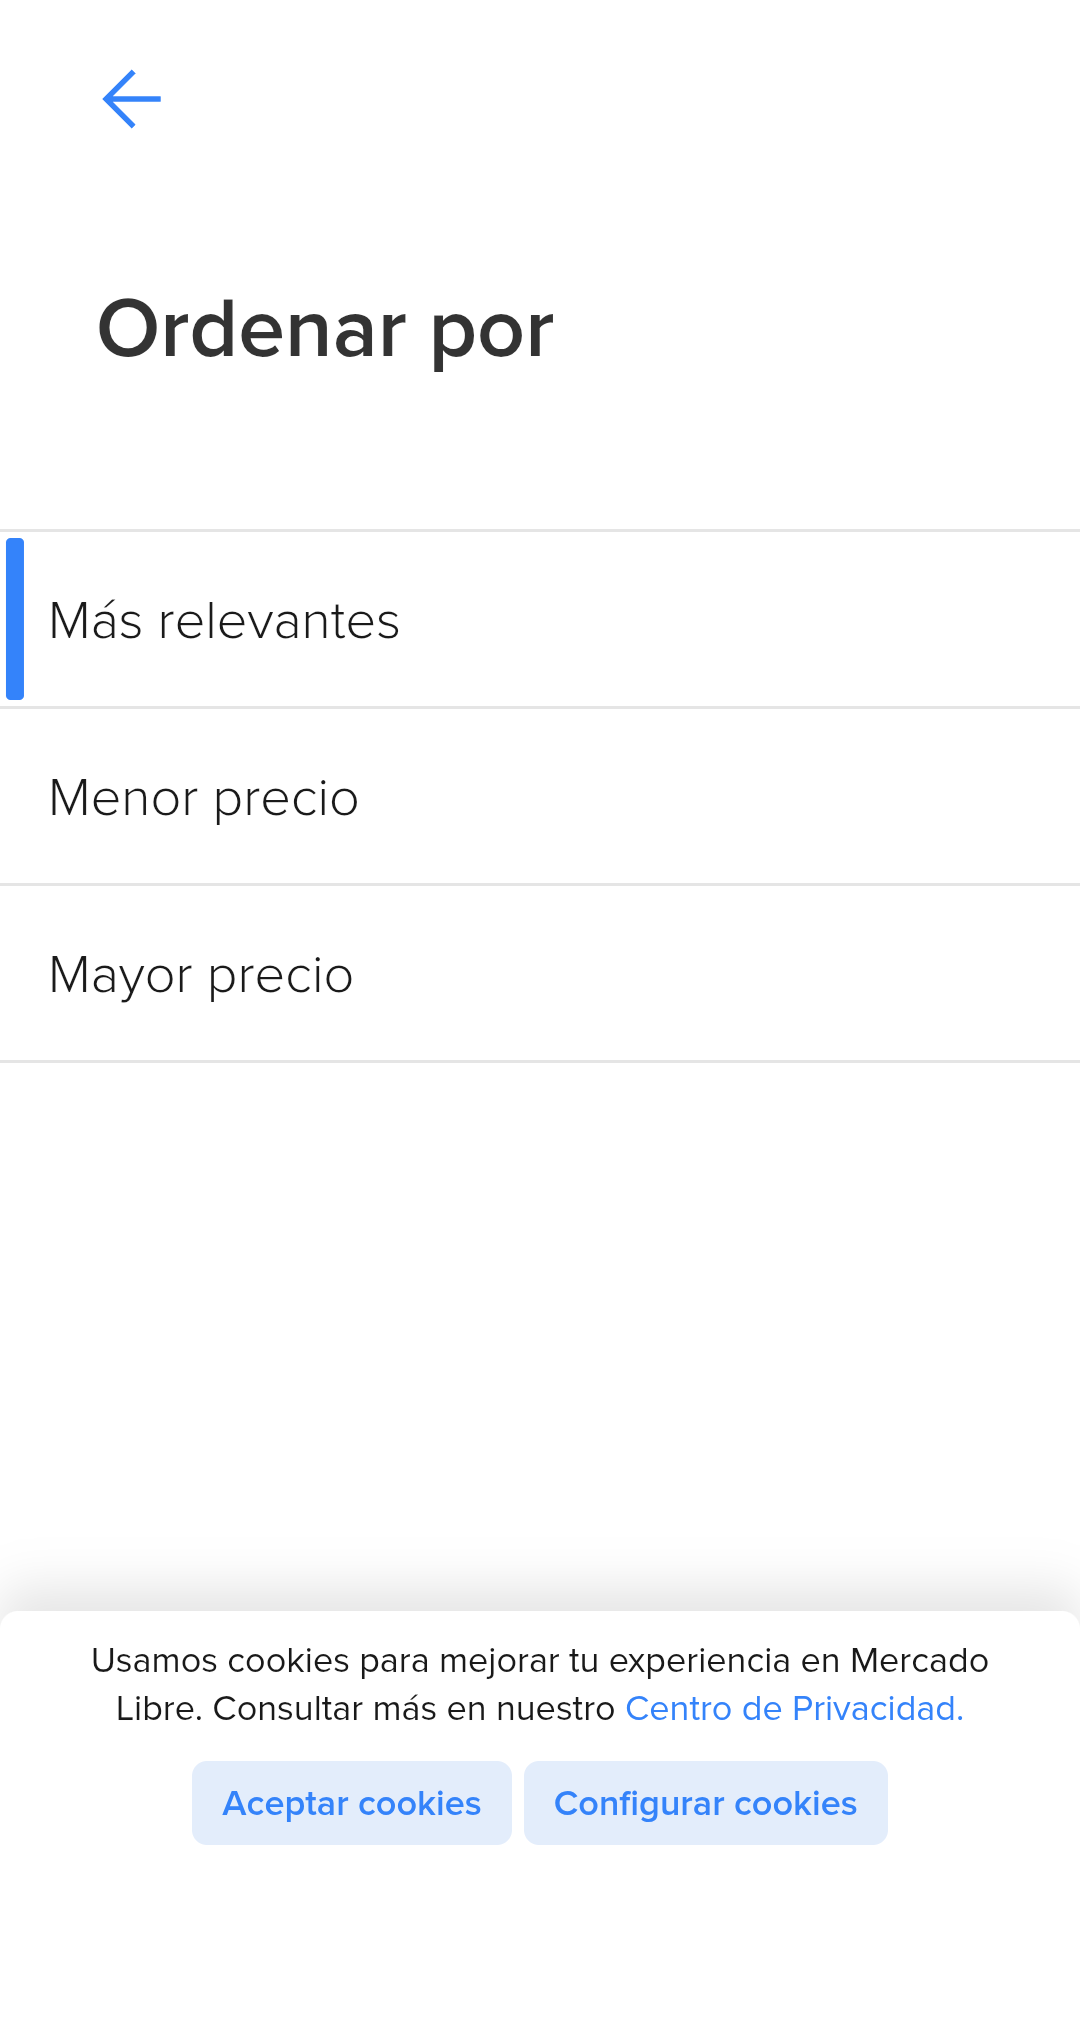 Ordenar por
Más relevantes
Menor precio
Mayor precio
Usamos cookies para mejorar tu experiencia en Mercado
Libre. Consultar más en nuestro Centro de Privacidad.
Aceptar cookies
Configurar cookies